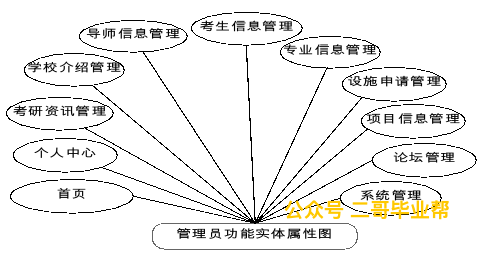 考生信息管理
导师信息管理
专业信息管理
学校介绍管理
设施申请管理
考研资讯管理
项目信息管理
个人中心
论坛管理
首页
系统管理
公众号 二哥毕业帮
管理员功能实体属性图